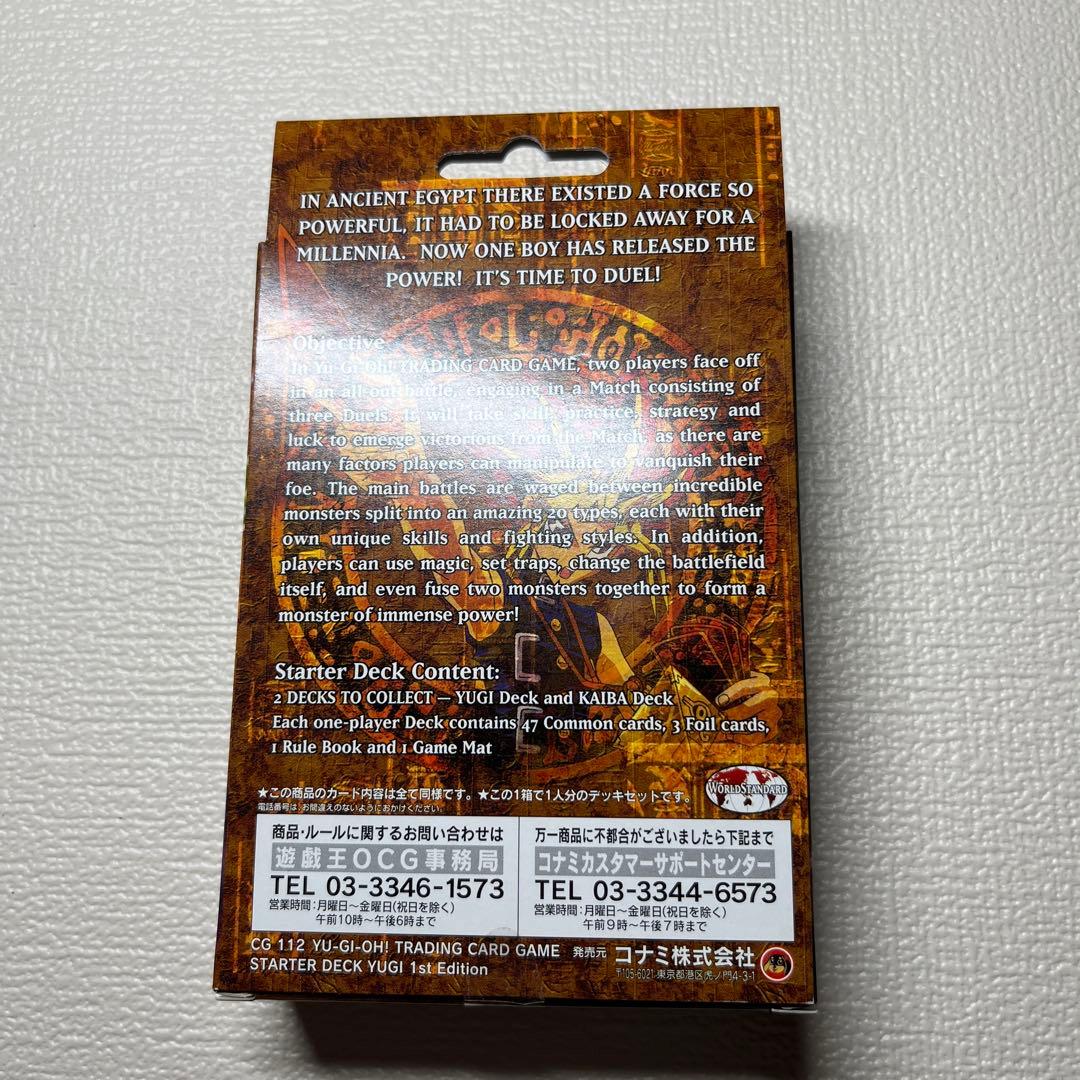 IN ANCIENT EGYPT THERE EXISTED A FORCE SO
POWERFUL, IT HAD TO BE LOCKED AWAY FOR A
MILLENNIA. NOW ONE BOY HAS RELEASED THE
POWER! IT'S TIME TO DUEL!
Objective
In Yu-Gi-Oh! TRADING CARD GAME, two players face off
in an all-out battle, engaging in a Match consisting of
three Duels. It will take skill, practice, strategy and
luck to emerge victorious from the Match, as there are
many factors players can manipulate to vanquish their
foe. The main battles are waged between incredible
monsters split into an amazing 20 types, each with their
own unique skills and fighting styles. In addition,
players can use magic, set traps, change the battlefield
itself, and even fuse two monsters together to form a
monster of immense power!
Starter Deck Content:
2 DECKS TO COLLECT — YUGI Deck and KAIBA Deck
Each one-player Deck contains 47 Common cards, 3 Foil cards,
1 Rule Book and 1 Game Mat
★この商品のカード内容は全て同様です。★この1箱で1人分のデッキセットです。
電話番号は、お間違えのないようにおかけください。
WORLD STANDARD
商品・ルールに関するお問い合わせは
遊戯王OCG事務局
TEL 03-3346-1573
営業時間:月曜日〜金曜日(祝日を除く)
午前10時〜午後6時まで
万一商品に不都合がございましたら下記まで
コナミカスタマーサポートセンター
TEL 03-3344-6573
営業時間:月曜日〜金曜日(祝日を除く)
午前9時〜午後7時まで
CG 112 YU-GI-OH! TRADING CARD GAME
STARTER DECK YUGI 1st Edition
発売元 コナミ株式会社
〒105-6021 東京都港区虎ノ門4-3-1